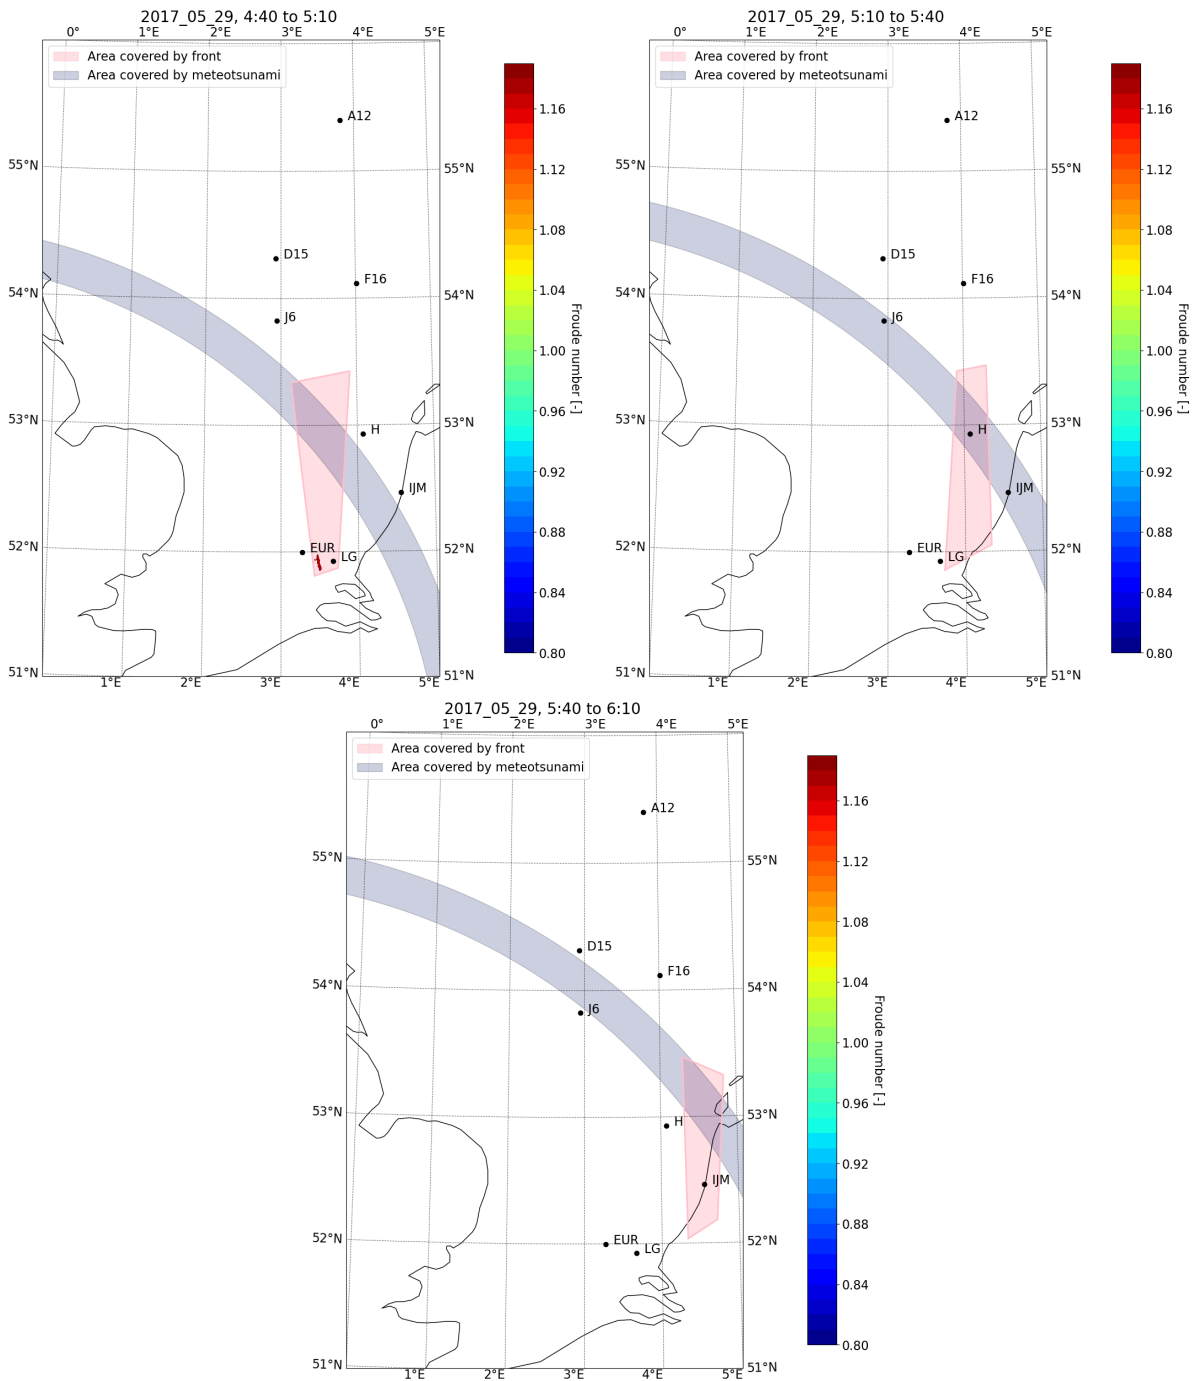 2017_05_29, 4:40 to 5:10
0° 1°E 2°E 3°E 4°E 5°E
Area covered by front
Area covered by meteotsunami
A12
55°N 55°N
D15
F16
54°N 54°N
J6
53°N 53°N
H
IJM
52°N 52°N
EUR
LG
51°N 51°N
1°E 2°E 3°E 4°E 5°E
1.16
1.12
1.08
1.04
1.00
0.96
0.92
0.88
0.84
0.80
Froude number [-]
2017_05_29, 5:10 to 5:40
0° 1°E 2°E 3°E 4°E 5°E
Area covered by front
Area covered by meteotsunami
A12
55°N 55°N
D15
F16
54°N 54°N
J6
53°N 53°N
H
IJM
52°N 52°N
EUR
LG
51°N 51°N
1°E 2°E 3°E 4°E 5°E
1.16
1.12
1.08
1.04
1.00
0.96
0.92
0.88
0.84
0.80
Froude number [-]
2017_05_29, 5:40 to 6:10
0° 1°E 2°E 3°E 4°E 5°E
Area covered by front
Area covered by meteotsunami
A12
55°N 55°N
D15
F16
54°N 54°N
J6
53°N 53°N
H
IJM
52°N 52°N
EUR
LG
51°N 51°N
1°E 2°E 3°E 4°E 5°E
1.16
1.12
1.08
1.04
1.00
0.96
0.92
0.88
0.84
0.80
Froude number [-]